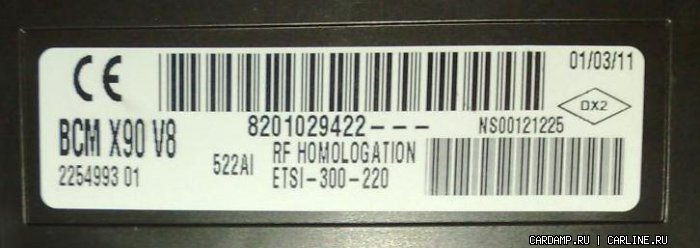 CE
01/03/11
DX2
BCM X90 V8
8201029422---
NS00121225
522AI
RF HOMOLOGATION
2254993 01
ETSI-300-220
CARDAMP.RU | CARLINE.RU